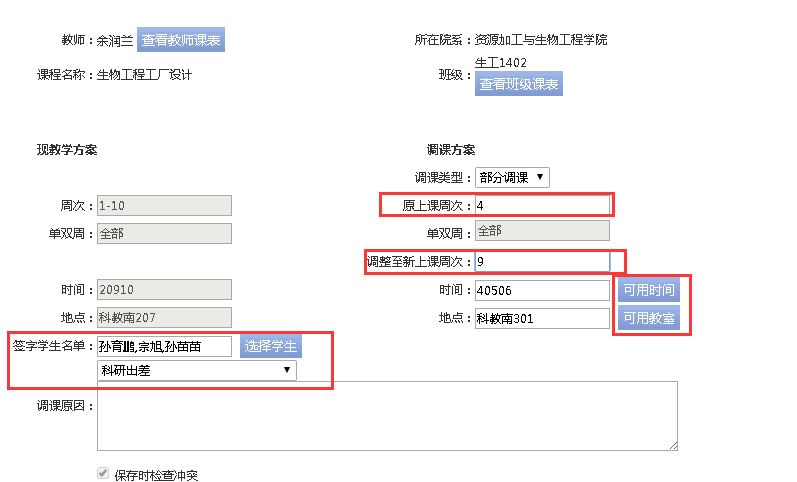 教师：余润兰 查看教师课表 所在院系：资源加工与生物工程学院
课程名称：生物工程工厂设计 班级：生工1402 查看班级课表
现教学方案 调课方案
调课类型：部分调课
周次：1-10 原上课周次：4
单双周：全部 单双周：全部
调整至新上课周次：9
时间：20910 时间：40506 可用时间
地点：科教南207 地点：科教南301 可用教室
签字学生名单：孙育鹏,宗旭,孙苗苗 选择学生
科研出差
调课原因：
保存时检查冲突